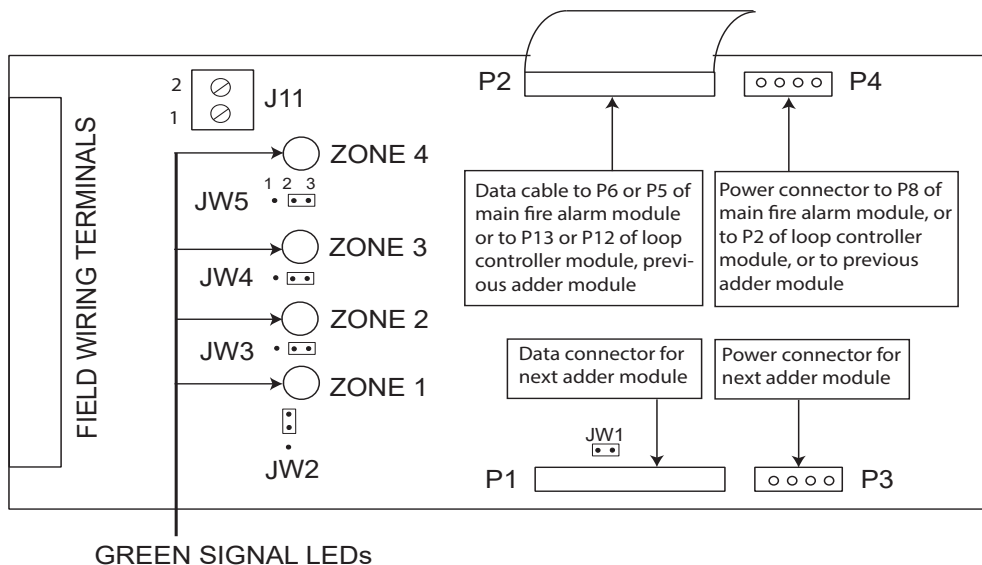 P2
P4
2
1
J11
FIELD WIRING TERMINALS
ZONE 4
1 2 3
JW5
Data cable to P6 or P5 of
main fire alarm module
or to P13 or P12 of loop
controller module, previ-
ous adder module
Power connector to P8 of
main fire alarm module, or
to P2 of loop controller
module, or to previous
adder module
ZONE 3
JW4
ZONE 2
JW3
ZONE 1
JW2
Data connector for
next adder module
Power connector for
next adder module
JW1
P1
P3
GREEN SIGNAL LEDs